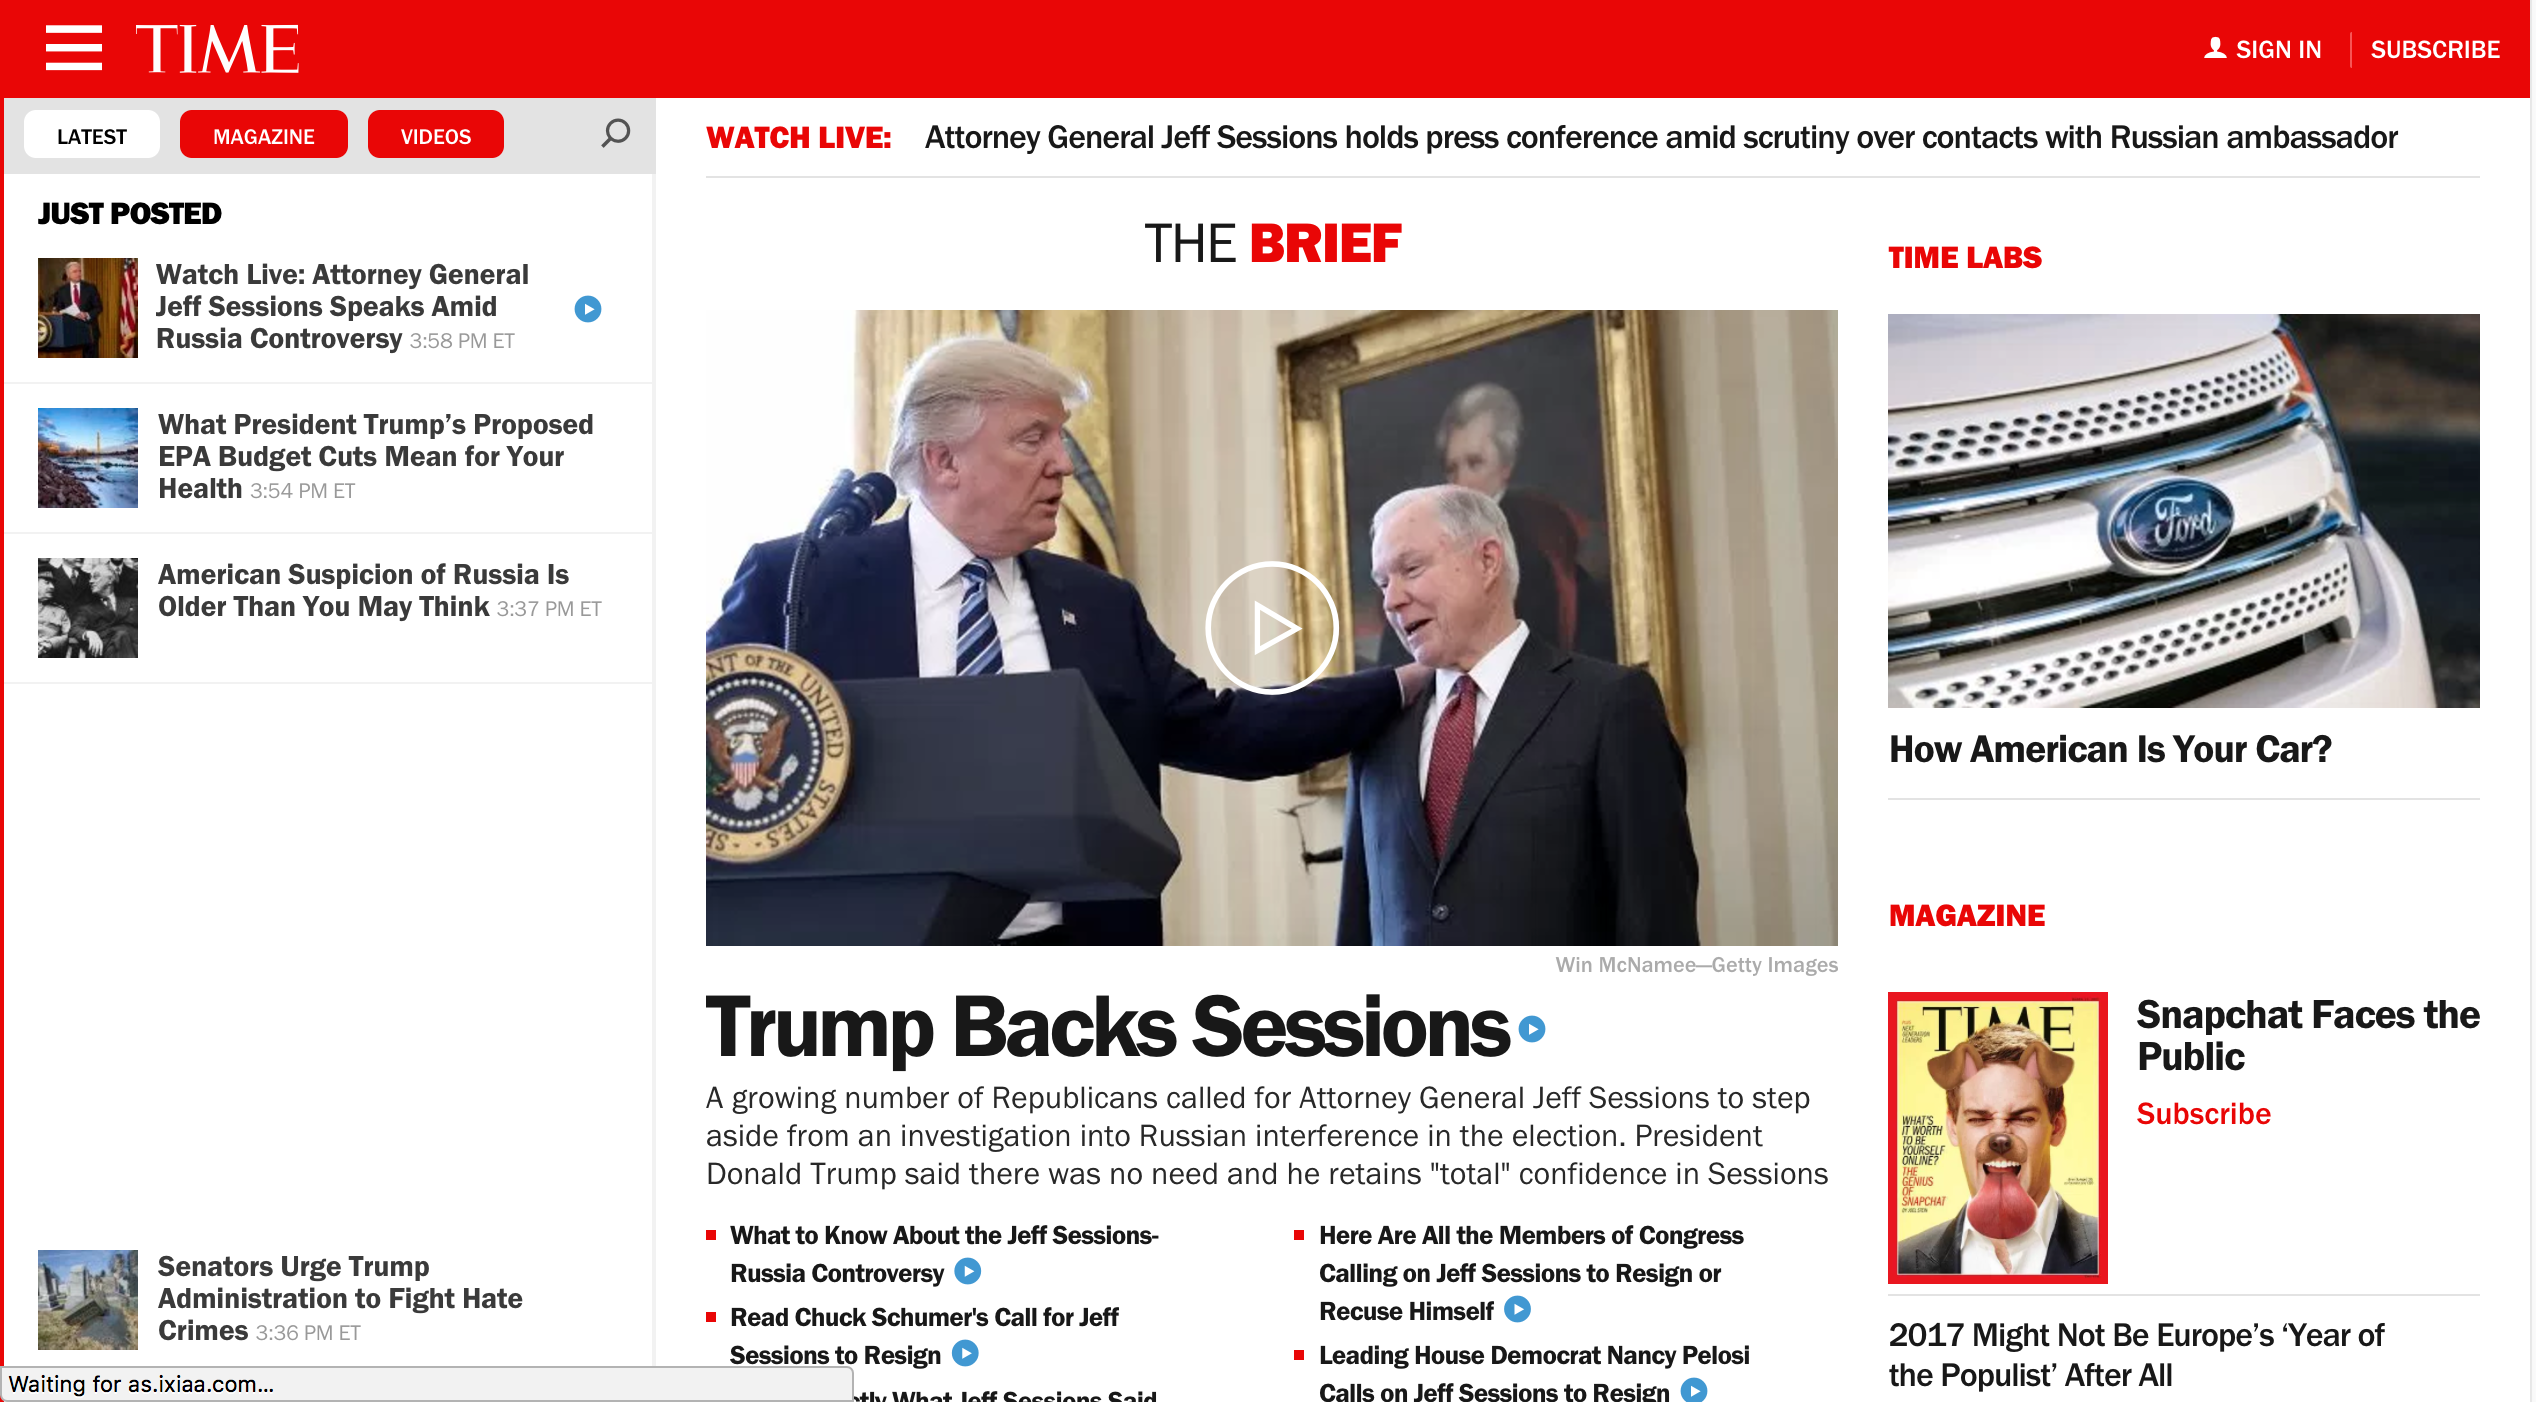 TIME
SIGN IN
SUBSCRIBE
LATEST
MAGAZINE
VIDEOS
JUST POSTED
Watch Live: Attorney General
Jeff Sessions Speaks Amid
Russia Controversy 3:58 PM ET
What President Trump’s Proposed
EPA Budget Cuts Mean for Your
Health 3:54 PM ET
American Suspicion of Russia Is
Older Than You May Think 3:37 PM ET
Senators Urge Trump
Administration to Fight Hate
Crimes 3:36 PM ET
Waiting for as.ixiaa.com...
WATCH LIVE: Attorney General Jeff Sessions holds press conference amid scrutiny over contacts with Russian ambassador
THE BRIEF
OF THE UNITED STATES
Win McNamee—Getty Images
Trump Backs Sessions
A growing number of Republicans called for Attorney General Jeff Sessions to step
aside from an investigation into Russian interference in the election. President
Donald Trump said there was no need and he retains "total" confidence in Sessions
What to Know About the Jeff Sessions-
Russia Controversy
Read Chuck Schumer's Call for Jeff
Sessions to Resign
What Jeff Sessions Said
Here Are All the Members of Congress
Calling on Jeff Sessions to Resign or
Recuse Himself
Leading House Democrat Nancy Pelosi
Calls on Jeff Sessions to Resign
TIME LABS
Ford
How American Is Your Car?
MAGAZINE
TIME
WHAT'S
IT WORTH
TO BE
YOURSELF
ONLINE?
THE
GENIUS
OF
SNAPCHAT
Snapchat Faces the
Public
Subscribe
2017 Might Not Be Europe’s ‘Year of
the Populist’ After All